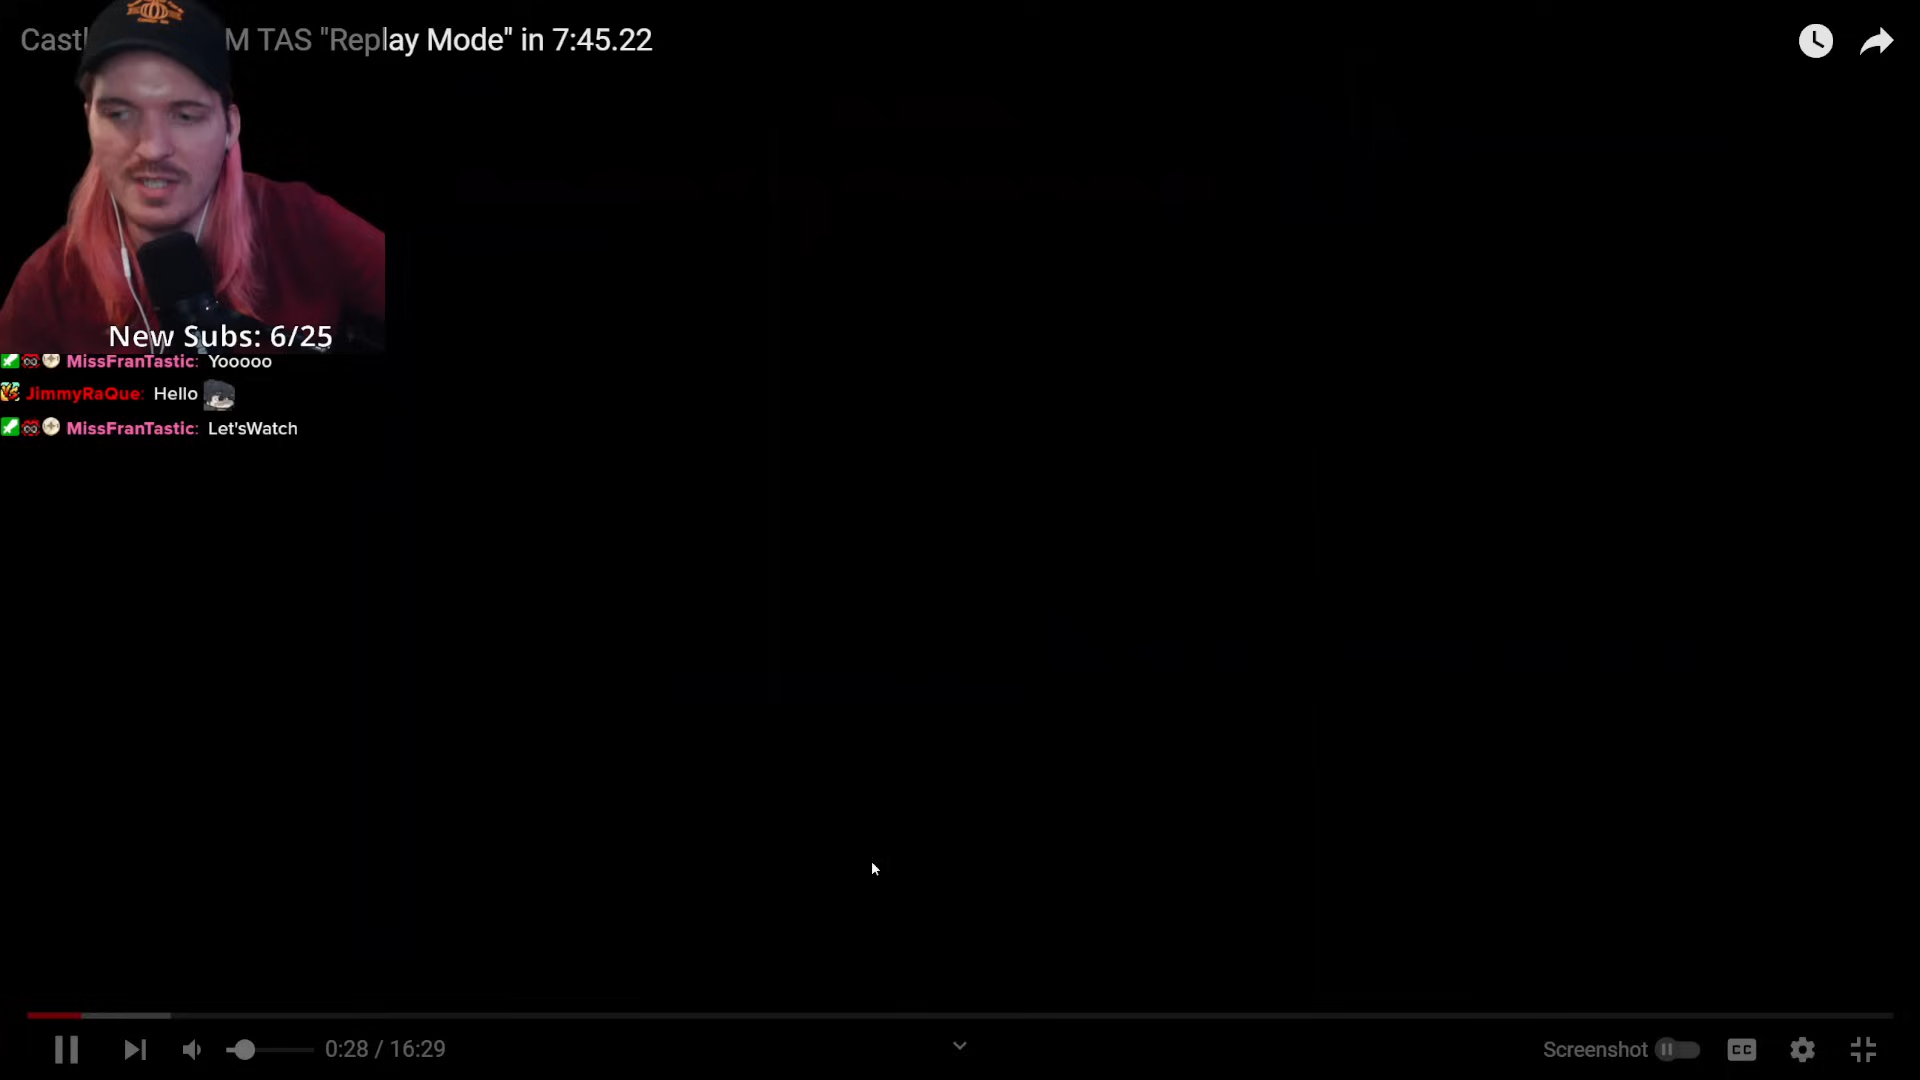 Castl M TAS "Replay Mode" in 7:45.22
New Subs: 6/25
MissFranTastic: Yooooo
JimmyRaQue: Hello
MissFranTastic: Let'sWatch
0:28 / 16:29
Screenshot
CC